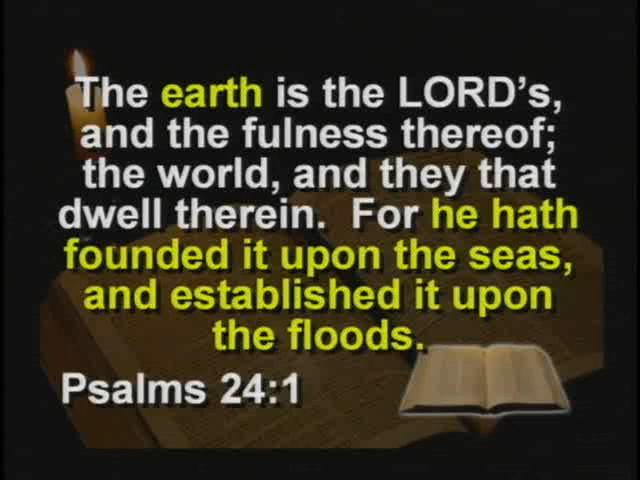 The earth is the LORD's,
and the fulness thereof;
the world, and they that
dwell therein.  For he hath
founded it upon the seas,
and established it upon
the floods.
Psalms 24:1